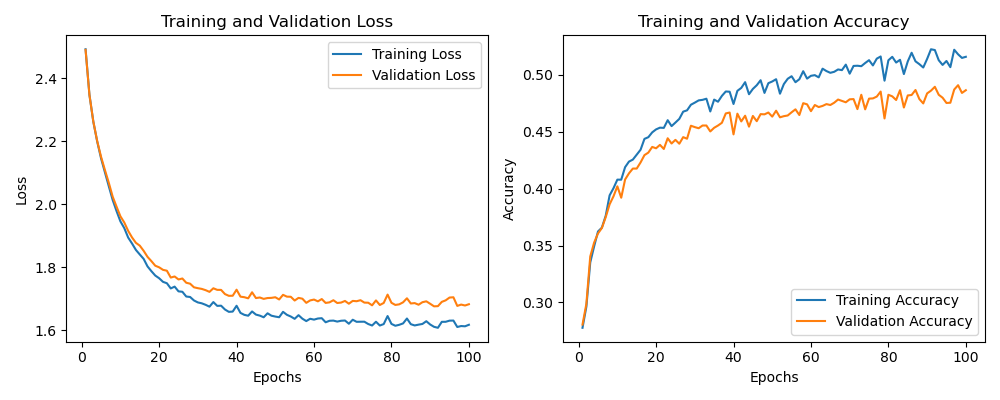 Training and Validation Loss
Training Loss
Validation Loss
2.4
2.2
2.0
1.8
1.6
Loss
0
20
40
60
80
100
Epochs
Training and Validation Accuracy
0.50
0.45
0.40
0.35
0.30
Accuracy
Training Accuracy
Validation Accuracy
0
20
40
60
80
100
Epochs